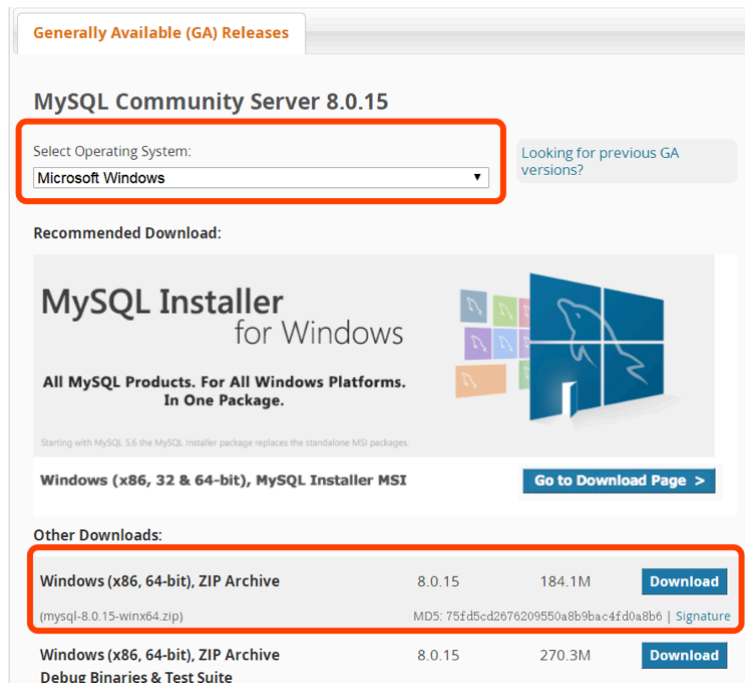 Generally Available (GA) Releases
MySQL Community Server 8.0.15
Select Operating System:
Microsoft Windows
Looking for previous GA
versions?
Recommended Download:
MySQL Installer
for Windows
All MySQL Products. For All Windows Platforms.
In One Package.
Starting with MySQL 5.6 the MySQL Installer package replaces the standalone MSI packages.
Windows (x86, 32 & 64-bit), MySQL Installer MSI
Go to Download Page >
Other Downloads:
Windows (x86, 64-bit), ZIP Archive 8.0.15 184.1M Download
(mysql-8.0.15-winx64.zip) MD5: 75fd5cd2676209550a8b9bac4fd0a8b6 | Signature
Windows (x86, 64-bit), ZIP Archive 8.0.15 270.3M Download
Debug Binaries & Test Suite